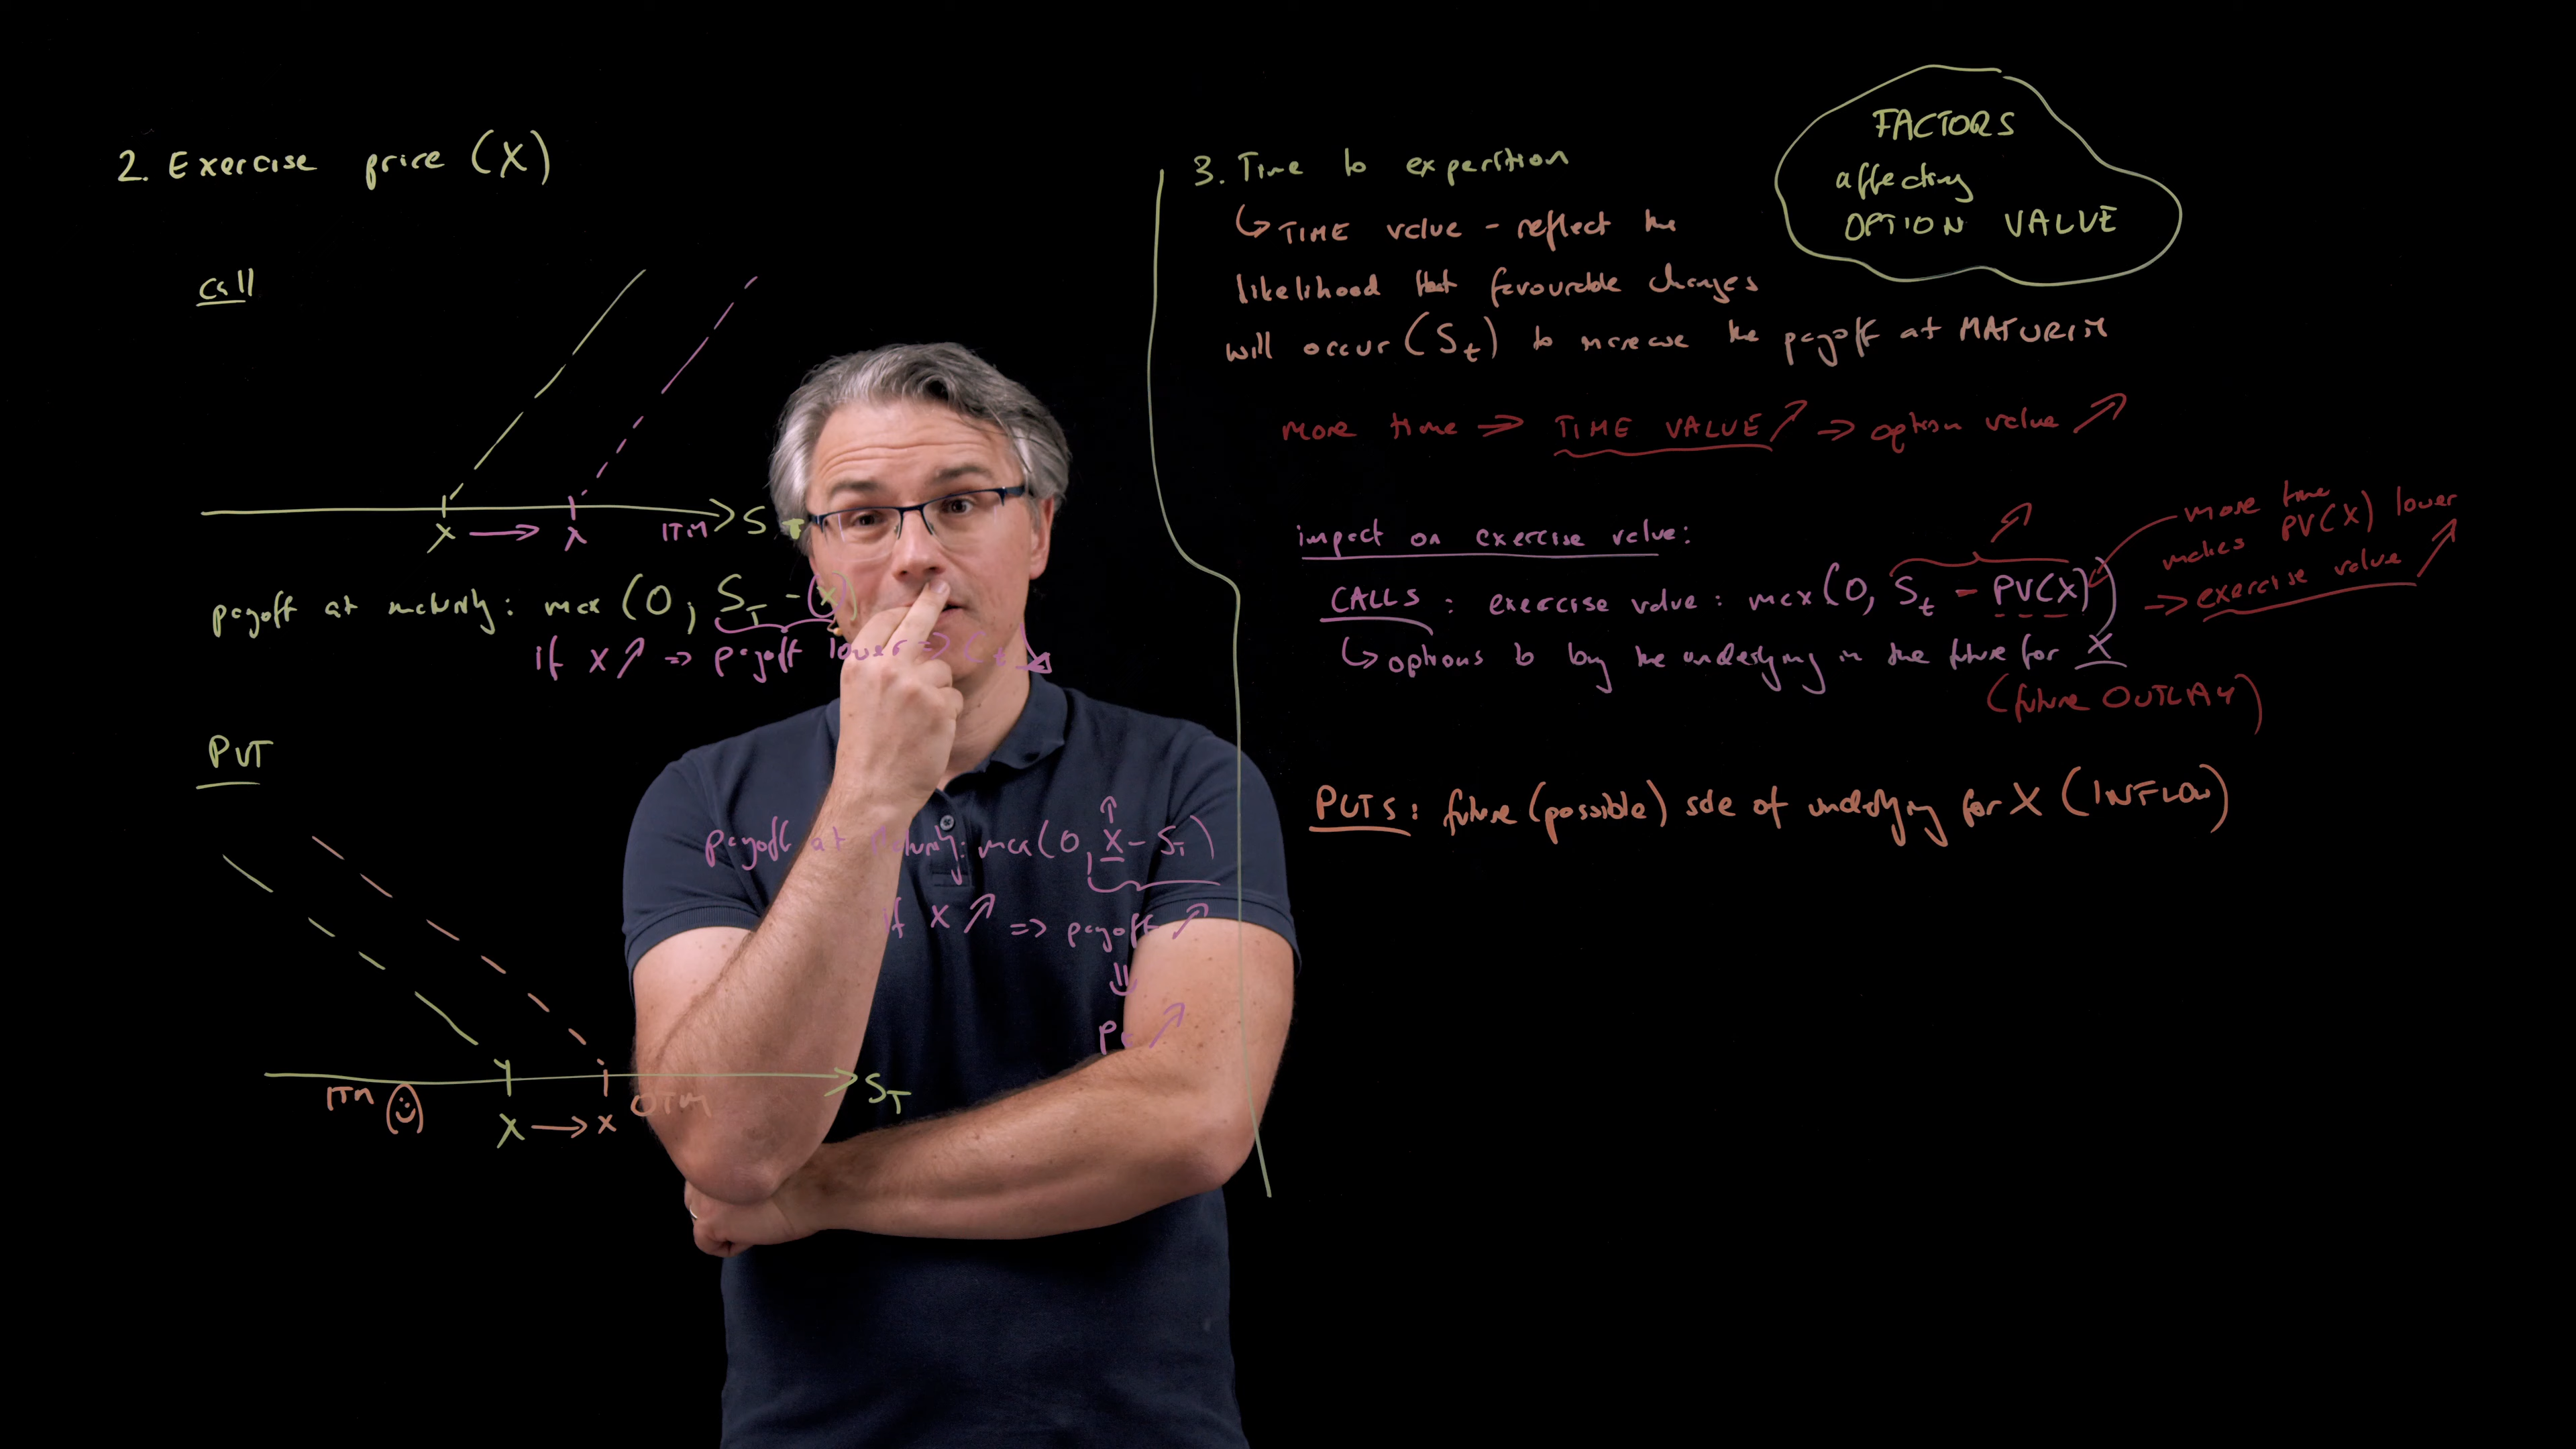 2. Exercise price (X)
call
X → X ITM S T
payoff at maturity: max (0; S_T - (X)
if X ↗ => payoff lower => C_t ↘
PUT
payoff at maturity: max (0, X - S_T)
if X ↗ => payoff ↗
⇓
p_t ↗
ITM OTM S_T
X → X
3. Time to expertion
↳ TIME value - reflect the
likelihood that favourable changes
will occur (S_t) to increase the payoff at MATURITY
more time => TIME VALUE ↗ => option value ↗
impact on exercise value:
CALLS : exercise value : max (0, S_t - PV(X))
↳ options to buy the underlying in the future for X
(future OUTLAY)
more time
makes PV(X) lower
→ exercise value ↗
PUTS : future (possible) sale of underlying for X (INFLOW)
FACTORS
affecting
OPTION VALUE